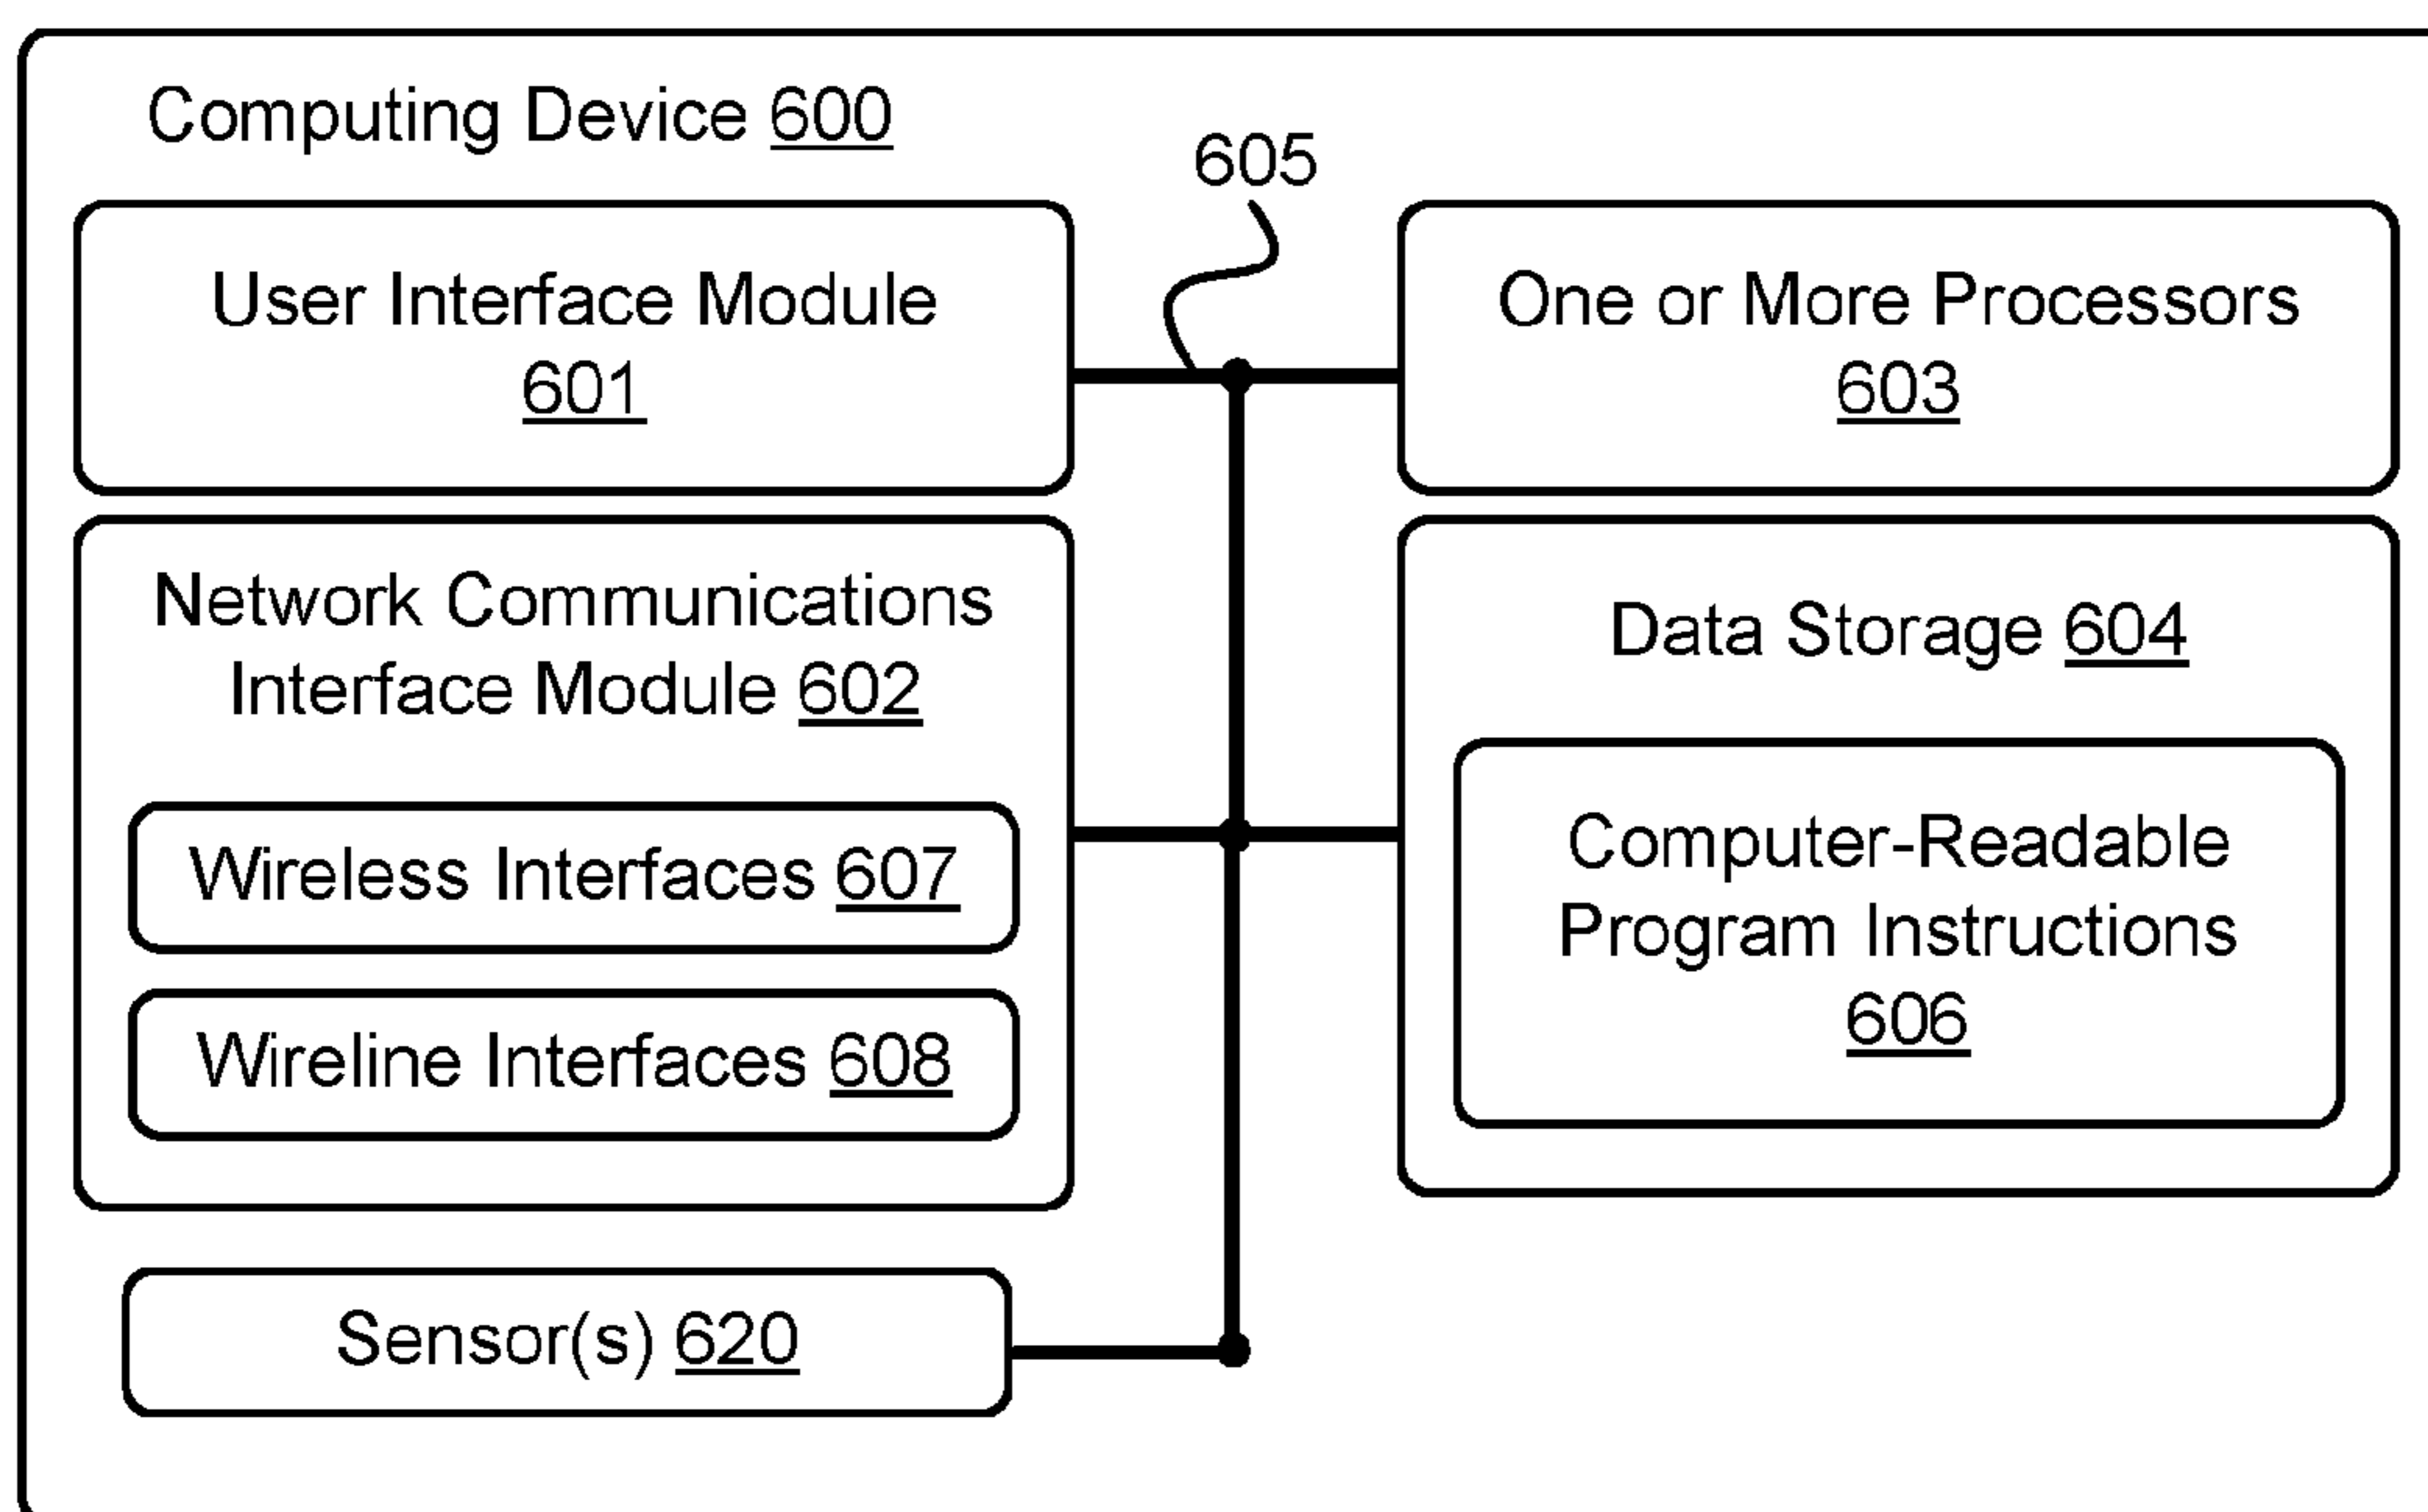 Computing Device 600
605
User Interface Module
601
One or More Processors
603
Network Communications
Interface Module 602
Wireless Interfaces 607
Wireline Interfaces 608
Data Storage 604
Computer-Readable
Program Instructions
606
Sensor(s) 620